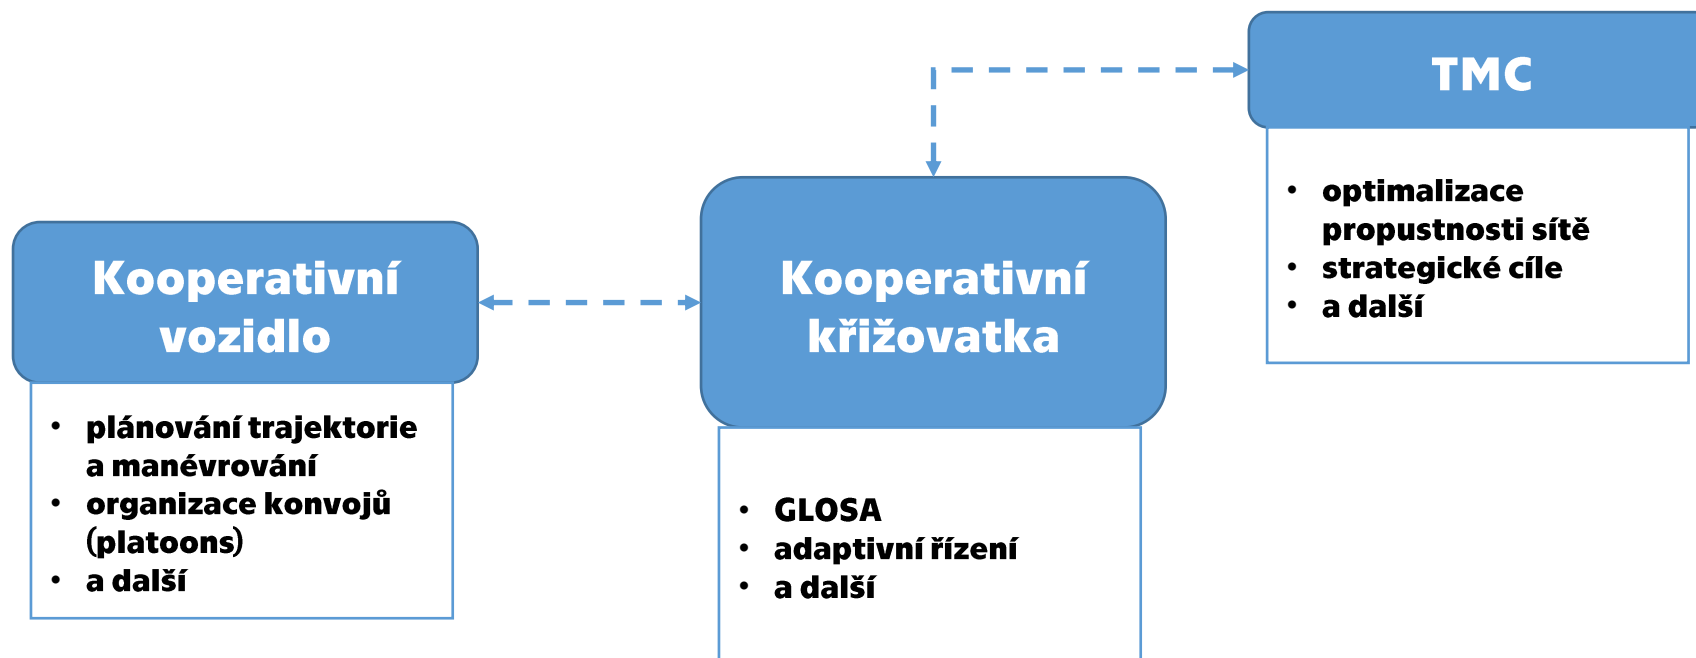 TMC
• optimalizace
propustnosti sítě
• strategické cíle
• a další
Kooperativní
vozidlo
• plánování trajektorie
a manévrování
• organizace konvojů
(platoons)
• a další
Kooperativní
křižovatka
• GLOSA
• adaptivní řízení
• a další